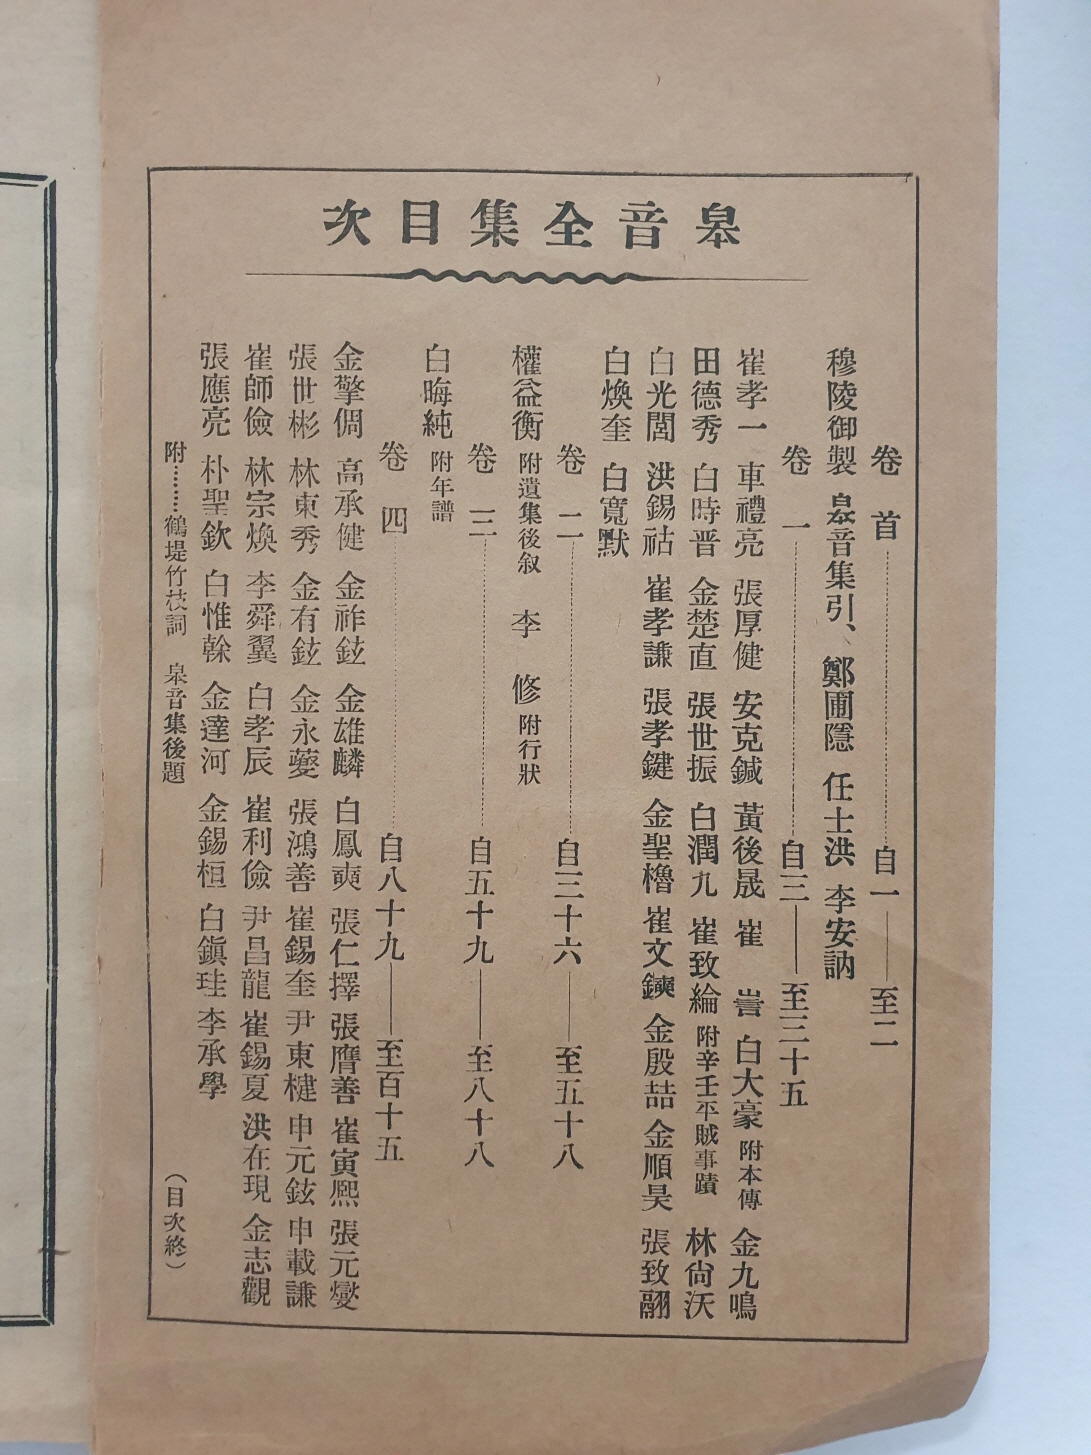 皐音全集目次
卷首………自一——至二
穆陵御製 皐音集引、鄭圃隱 任士洪 李安訥
卷一………自三——至三十五
崔孝一 車禮亮 張厚健 安克鍼 黃後晟 崔 訔 白大豪 附本傳 金九鳴
田德秀 白時晋 金楚直 張世振 白潤九 崔致綸 附辛壬平賊事蹟 林尙沃
白光閭 洪錫祜 崔孝謙 張孝鍵 金聖櫓 崔文鍊 金殷喆 金順昊 張致翮
白煥奎 白寬默
卷二………自三十六——至五十八
權益衡 附遺集後叙 李 修 附行狀
卷三………自五十九——至八十八
白晦純 附年譜
卷四………自八十九——至百十五
金擎倜 高承健 金祚鉉 金雄麟 白鳳奭 張仁擇 張膺善 崔寅熙 張元燮
張世彬 林東秀 金有鉉 金永夔 張鴻善 崔錫奎 尹東楗 申元鉉 申載謙
崔師儉 林宗煥 李舜翼 白孝辰 崔利儉 尹昌龍 崔錫夏 洪在現 金志觀
張應亮 朴聖欽 白惟榦 金達河 金錫桓 白鎭珪 李承學
附………鶴堤竹枝詞 皐音集後題 （目次終）